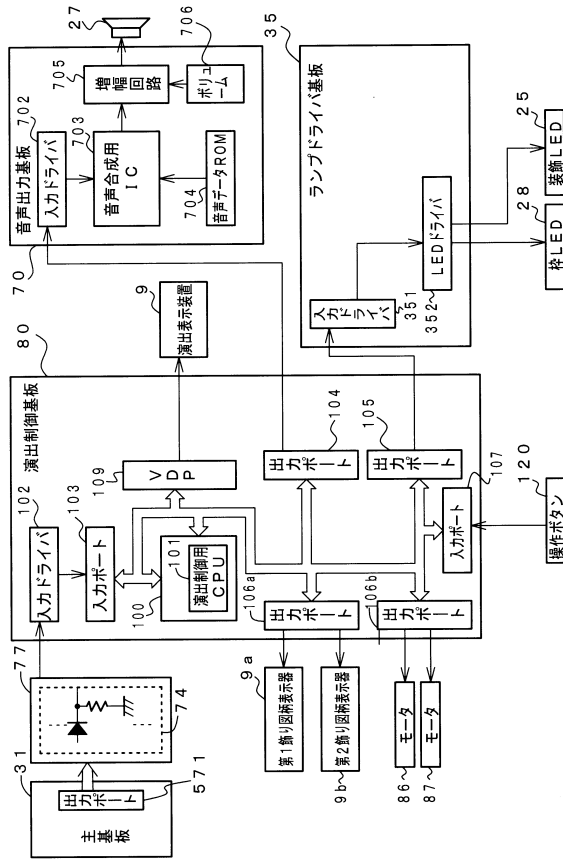 31
主基板
出力ポート
571
77
74
80
演出制御基板
102
入力ドライバ
103
入力ポート
109
VDP
100
101
演出制御用
CPU
106a
出力ポート
106b
出力ポート
104
出力ポート
105
出力ポート
107
入力ポート
120
操作ボタン
9
演出表示装置
9a
第1飾り図柄表示器
9b
第2飾り図柄表示器
86
モータ
87
モータ
70
音声出力基板
702
入力ドライバ
703
音声合成用
IC
704
音声データROM
705
増幅
回路
706
ボリュ
ーム
27
35
ランプドライバ基板
入力ド
ライバ
351
352
LEDドライバ
28
枠LED
25
装飾LED